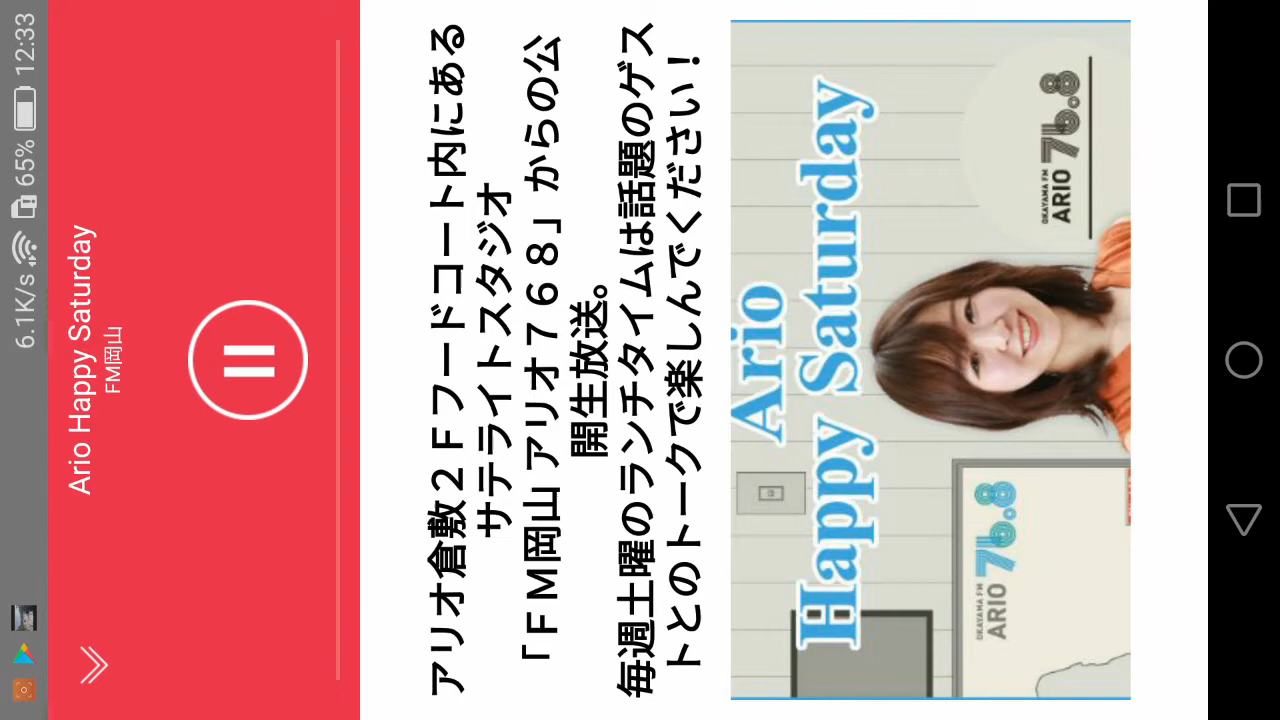 6.1K/s 65% 12:33
Ario Happy Saturday
FM岡山
アリオ倉敷２Ｆフードコート内にある
サテライトスタジオ
「ＦＭ岡山 アリオ７６８」からの公
開生放送。
毎週土曜のランチタイムは話題のゲス
トとのトークで楽しんでください！
Ario
Happy Saturday
OKAYAMA FM
ARIO 76.8
OKAYAMA FM
ARIO 76.8